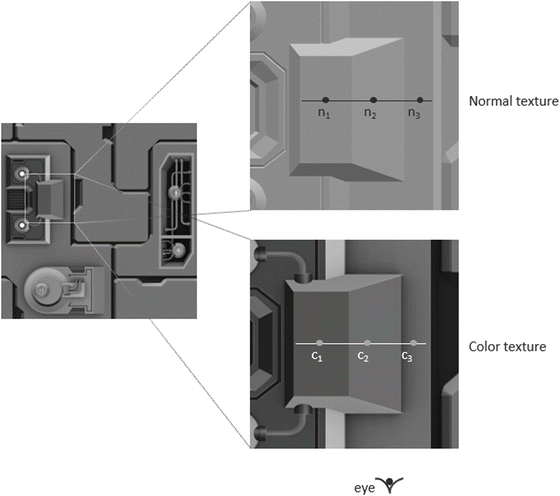 n1 n2 n3
Normal texture
c1 c2 c3
Color texture
eye